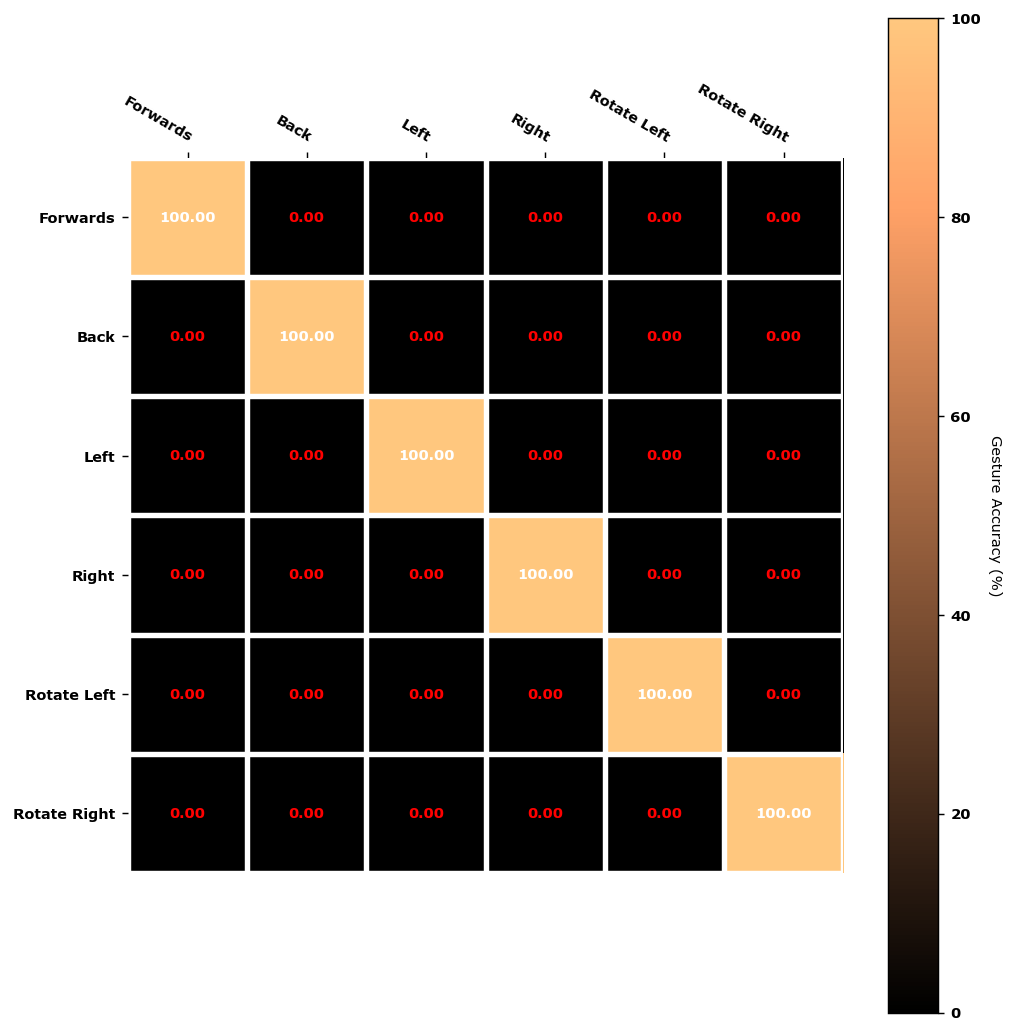 Forwards Back Left Right Rotate Left Rotate Right
Forwards 100.00 0.00 0.00 0.00 0.00 0.00
Back 0.00 100.00 0.00 0.00 0.00 0.00
Left 0.00 0.00 100.00 0.00 0.00 0.00
Right 0.00 0.00 0.00 100.00 0.00 0.00
Rotate Left 0.00 0.00 0.00 0.00 100.00 0.00
Rotate Right 0.00 0.00 0.00 0.00 0.00 100.00
100
80
60
40
20
0
Gesture Accuracy (%)